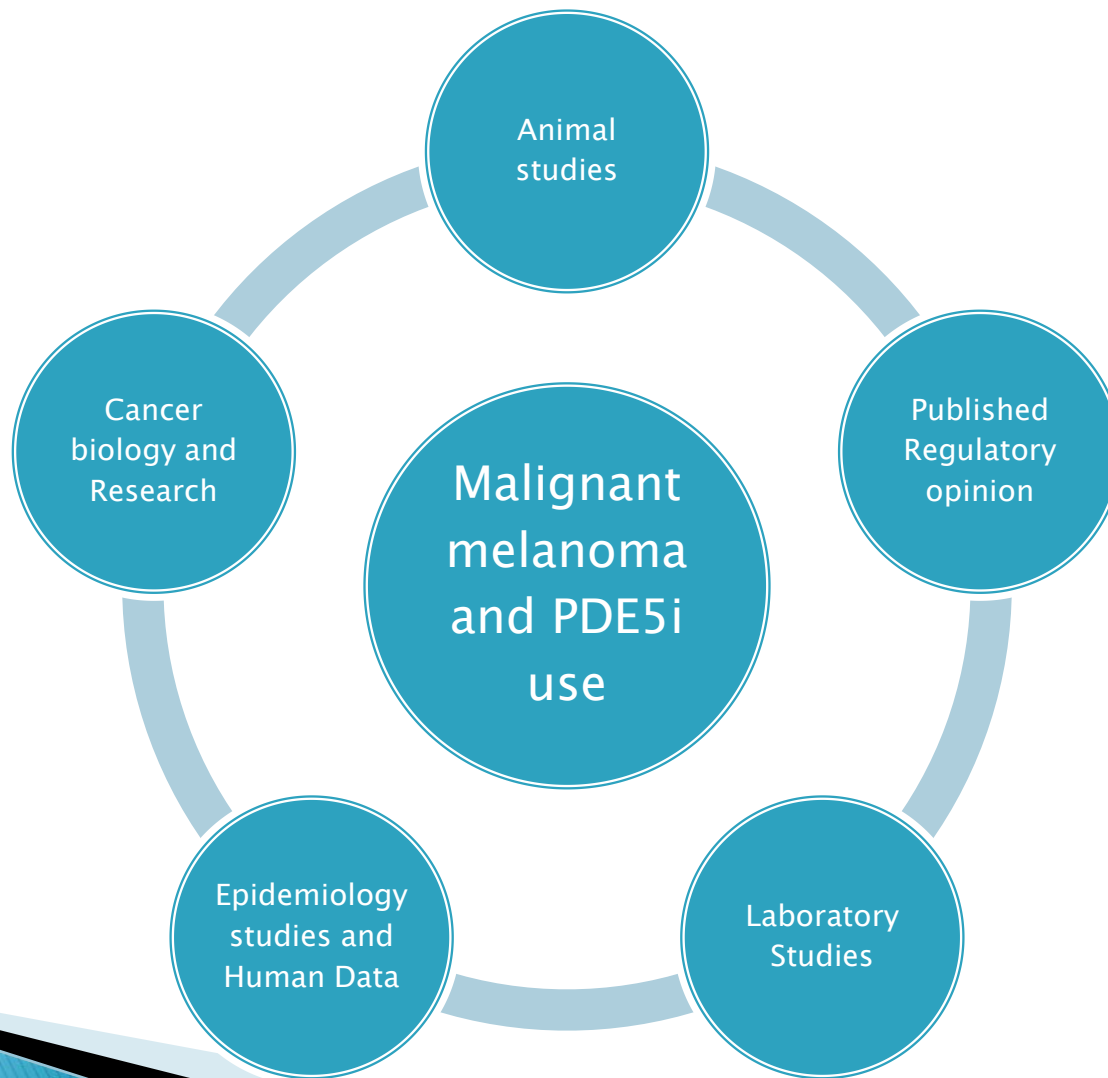 Animal
studies
Cancer
biology and
Research
Published
Regulatory
opinion
Malignant
melanoma
and PDE5i
use
Epidemiology
studies and
Human Data
Laboratory
Studies